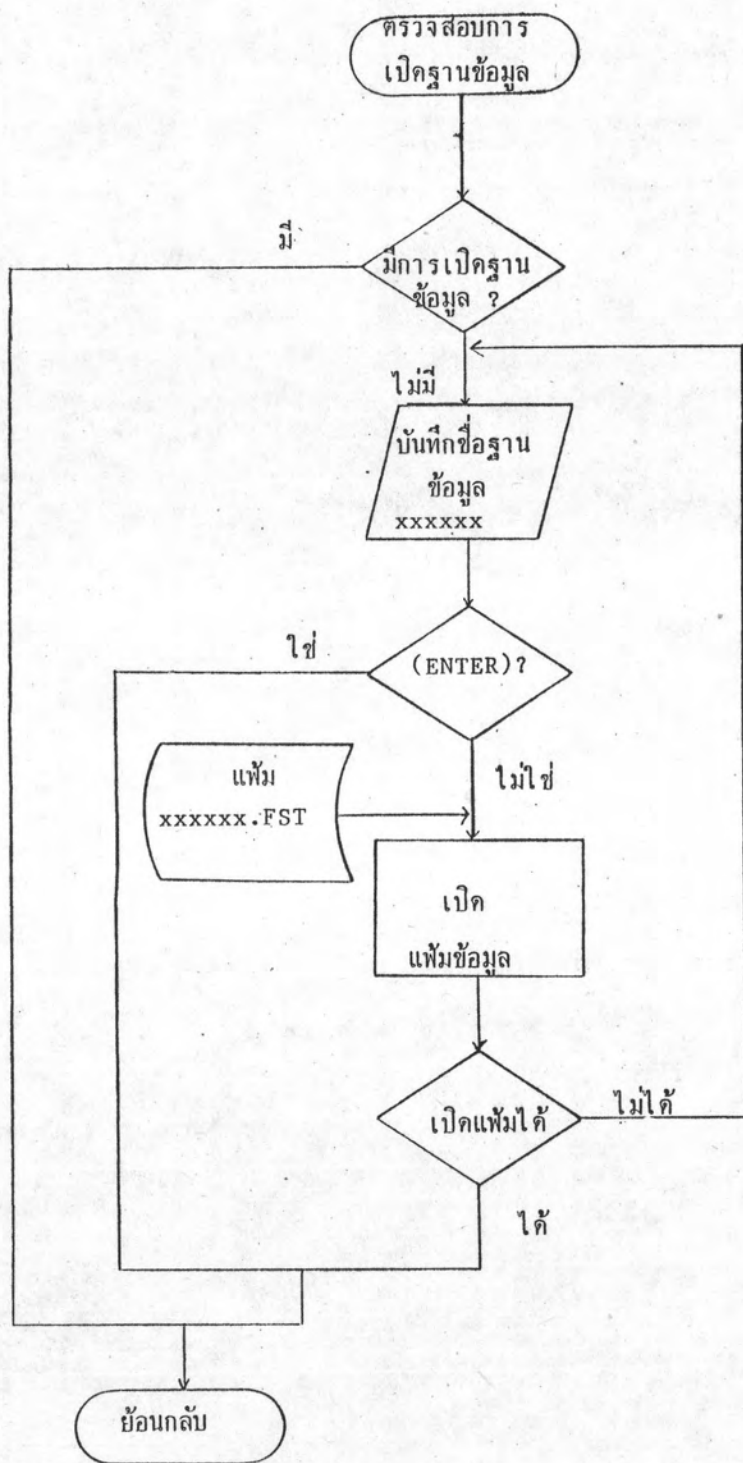 ตรวจสอบการ
เปิดฐานข้อมูล
มี
มีการเปิดฐาน
ข้อมูล ?
ไม่มี
บันทึกชื่อฐาน
ข้อมูล
xxxxxx
ใช่
(ENTER)?
ไม่ใช่
แฟ้ม
xxxxxx.FST
เปิด
แฟ้มข้อมูล
เปิดแฟ้มได้
ไม่ได้
ได้
ย้อนกลับ